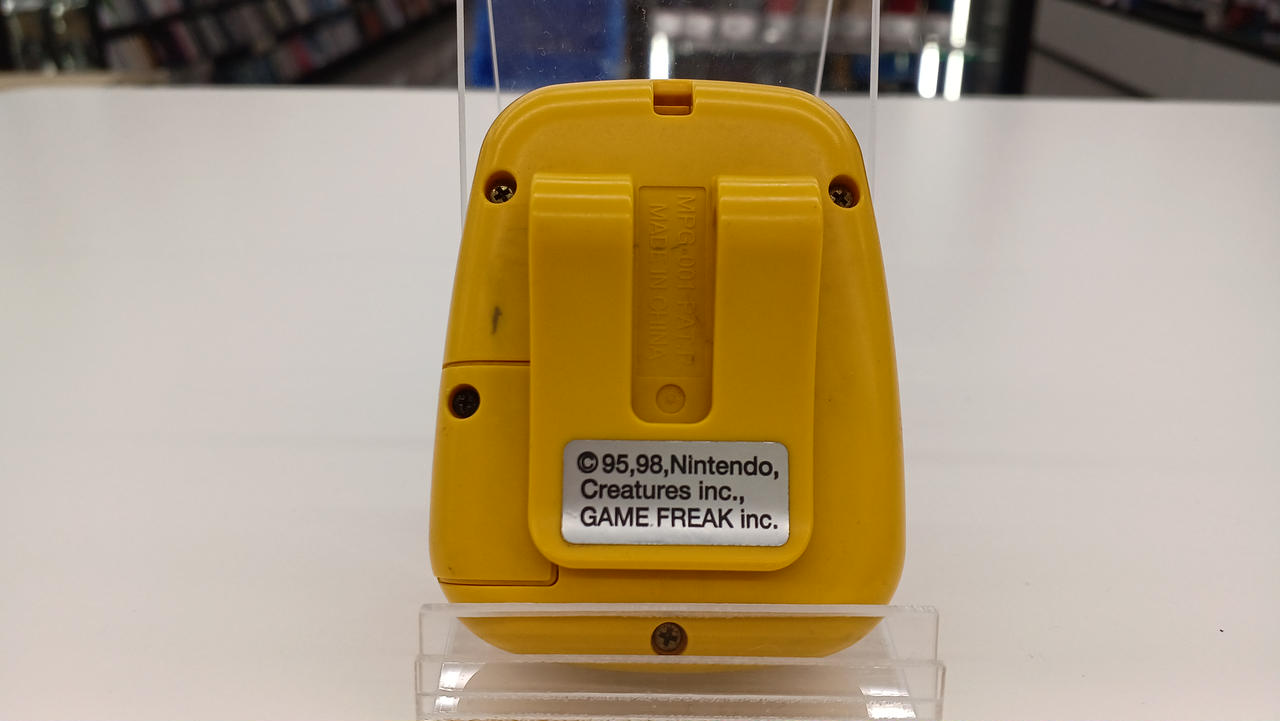 MPG-001 PAT.P
MADE IN CHINA
©95,98,Nintendo,
Creatures inc.,
GAME FREAK inc.